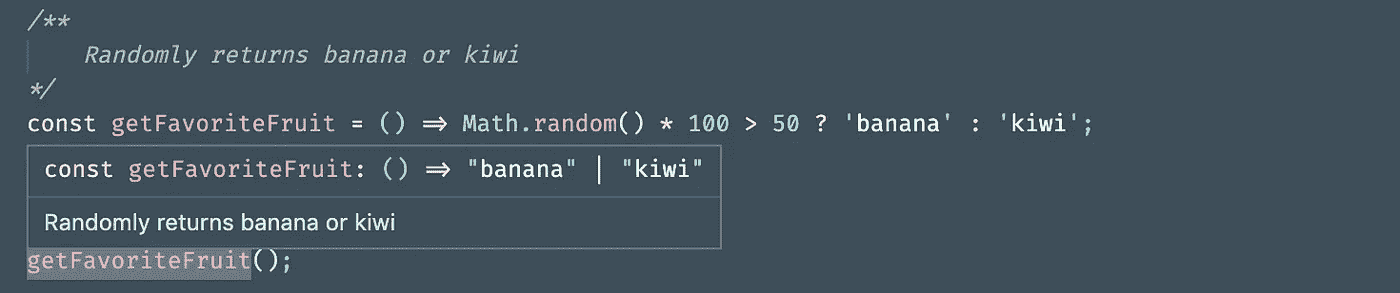 /**
Randomly returns banana or kiwi
*/
const getFavoriteFruit = () => Math.random() * 100 > 50 ? 'banana' : 'kiwi';
const getFavoriteFruit: () => "banana" | "kiwi"
Randomly returns banana or kiwi
getFavoriteFruit();